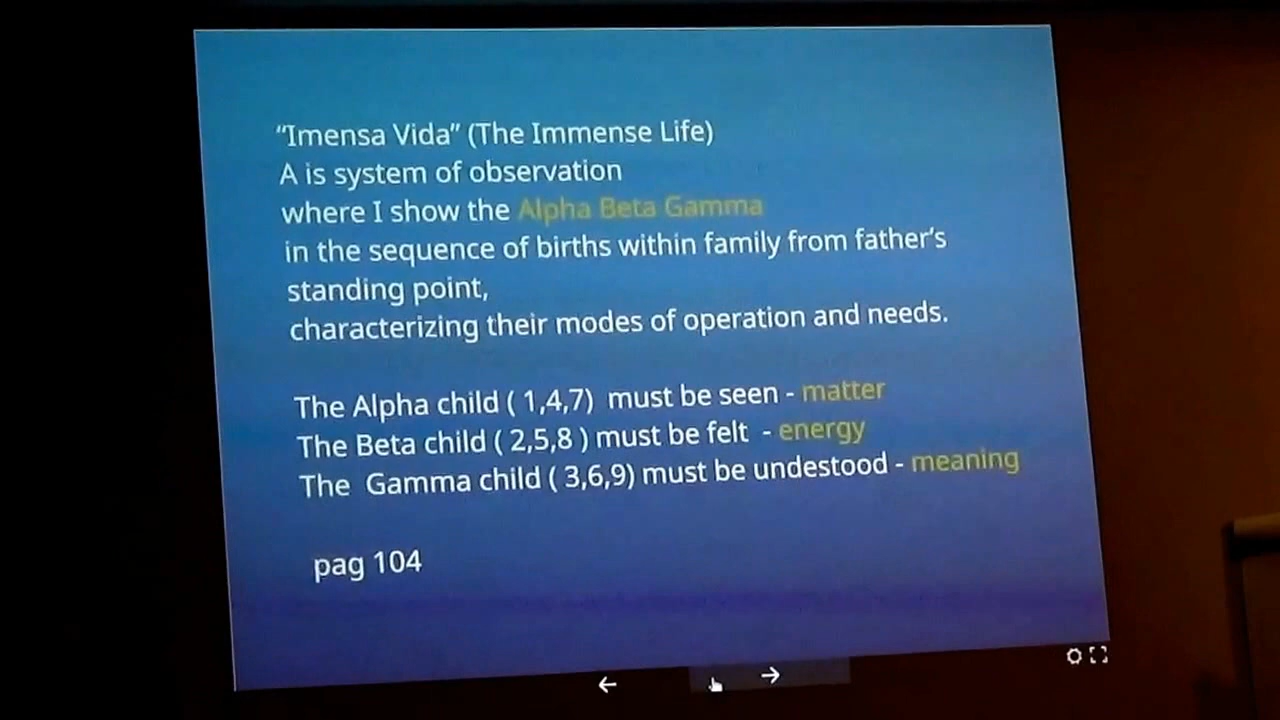 “Imensa Vida” (The Immense Life)
A is system of observation
where I show the Alpha Beta Gamma
in the sequence of births within family from father’s
standing point,
characterizing their modes of operation and needs.
The Alpha child ( 1,4,7) must be seen - matter
The Beta child ( 2,5,8 ) must be felt - energy
The Gamma child ( 3,6,9) must be undestood - meaning
pag 104